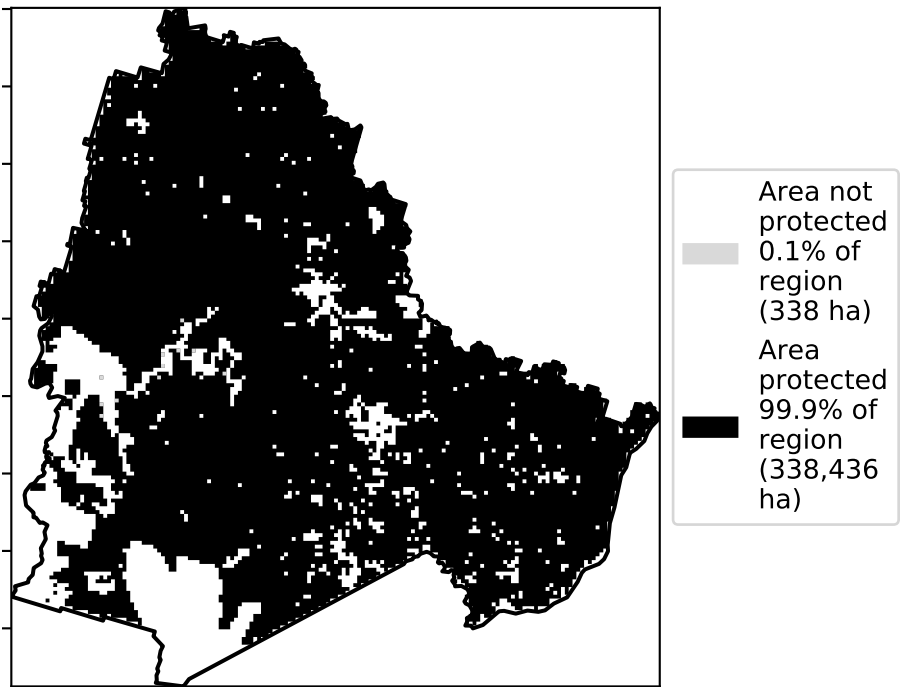 Area not
protected
0.1% of
region
(338 ha)
Area
protected
99.9% of
region
(338,436
ha)